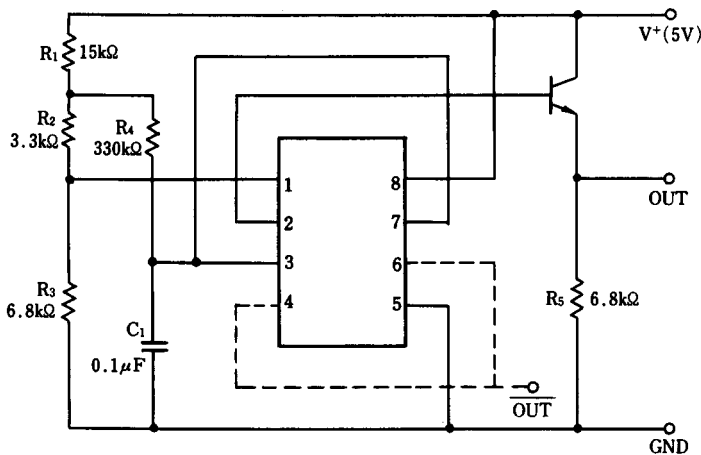 V⁺(5V)
R₁ 15kΩ
R₂
3.3kΩ
R₄
330kΩ
1
2
3
4
8
7
6
5
OUT
R₃
6.8kΩ
C₁
0.1μF
R₅ 6.8kΩ
OUT
GND